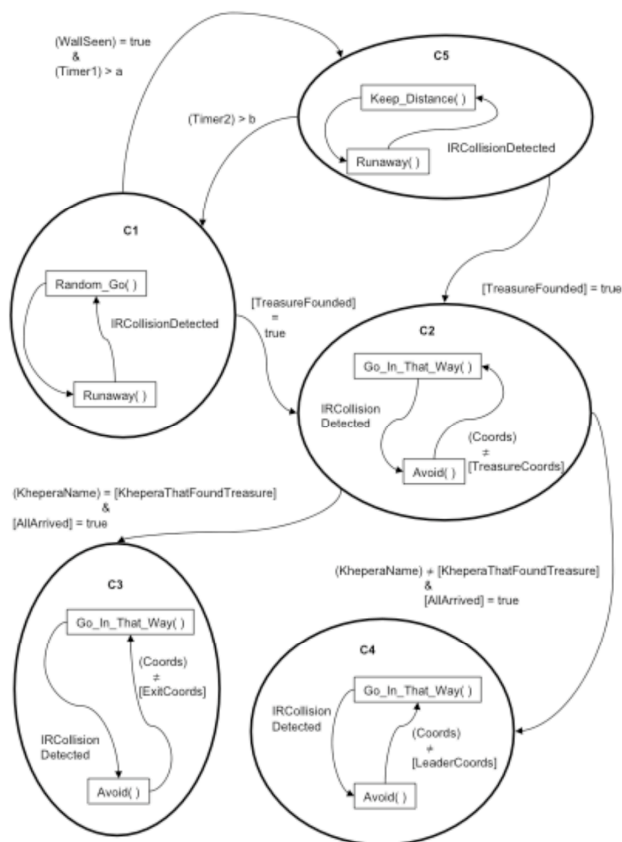 (WallSeen) = true
&
(Timer1) > a
C5
Keep_Distance( )
(Timer2) > b
IRCollisionDetected
Runaway( )
C1
Random_Go( )
[TreasureFounded] = true
[TreasureFounded]
=
true
IRCollisionDetected
C2
Go_In_That_Way( )
Runaway( )
IRCollision
Detected
(Coords)
≠
[TreasureCoords]
Avoid( )
(KheperaName) = [KheperaThatFoundTreasure]
&
[AllArrived] = true
(KheperaName) ≠ [KheperaThatFoundTreasure]
&
[AllArrived] = true
C3
Go_In_That_Way( )
(Coords)
≠
[ExitCoords]
IRCollision
Detected
Avoid( )
C4
Go_In_That_Way( )
IRCollision
Detected
(Coords)
≠
[LeaderCoords]
Avoid( )